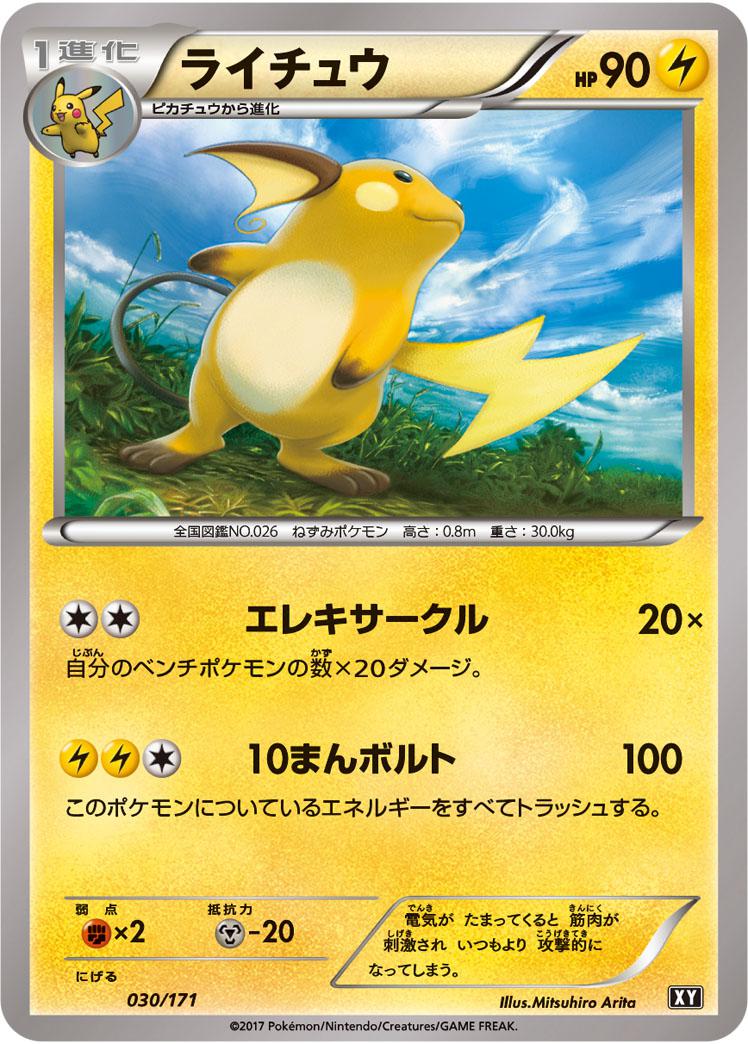 1進化
ライチュウ
HP90
ピカチュウから進化
全国図鑑NO.026 ねずみポケモン 高さ:0.8m 重さ:30.0kg
エレキサークル 20×
自分のベンチポケモンの数×20ダメージ。
10まんボルト 100
このポケモンについているエネルギーをすべてトラッシュする。
弱点 抵抗力
×2 -20
にげる
電気が たまってくると 筋肉が
刺激され いつもより 攻撃的に
なってしまう。
030/171
Illus.Mitsuhiro Arita
XY
©2017 Pokémon/Nintendo/Creatures/GAME FREAK.